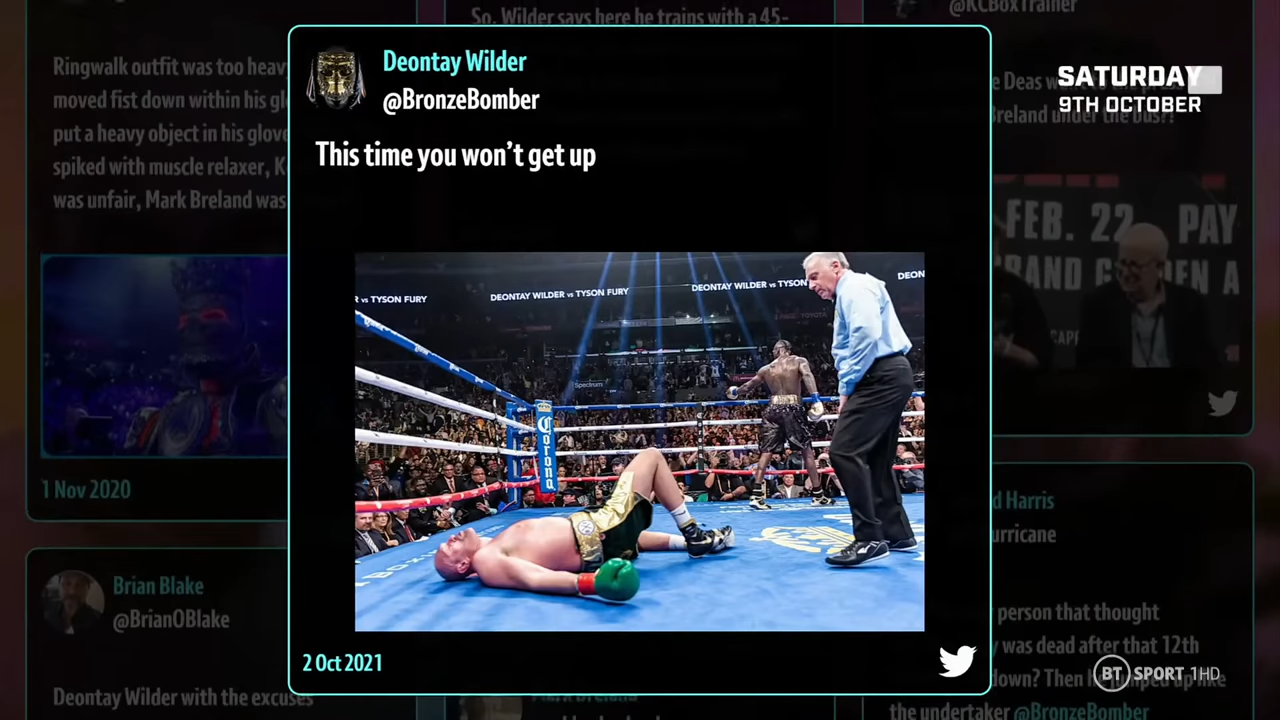 So, Wilder says here he trains with a 45-
@KCBoxTrainer
Ringwalk outfit was too heav
moved fist down within his gl
put a heavy object in his glove
spiked with muscle relaxer, K
was unfair, Mark Breland was
1 Nov 2020
Brian Blake
@BrianOBlake
Deontay Wilder with the excuses
Deontay Wilder
@BronzeBomber
This time you won't get up
R vs TYSON FURY
DEONTAY WILDER vs TYSON FURY
DEONTAY WILDER vs TYSON
DEON
Spectrum
Corona
2 Oct 2021
SATURDAY
9TH OCTOBER
e Deas
Breland under the bus?!
FEB. 22 PAY
RAND G EN A
d Harris
urricane
person that thought
was dead after that 12th
down? Then he jumped up like
the undertaker @BronzeBomber
BT SPORT 1HD